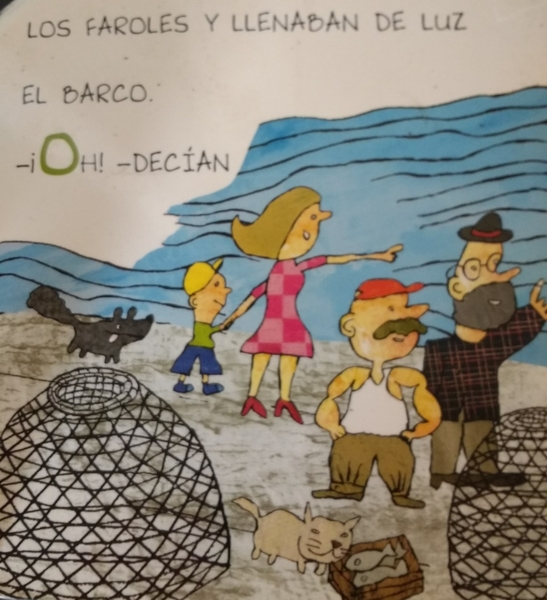 LOS FAROLES Y LLENABAN DE LUZ
EL BARCO.
–¡OH! –DECÍAN